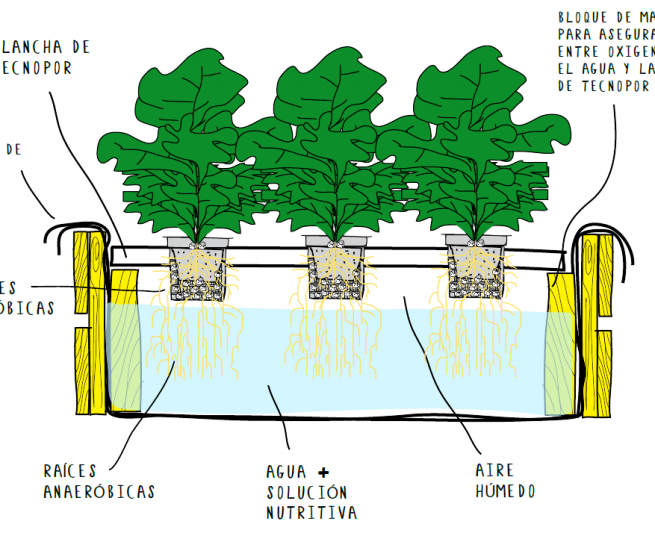 LANCHA DE
ECNOPOR
BLOQUE DE MA
PARA ASEGURA
ENTRE OXIGEN
EL AGUA Y LA
DE TECNOPOR
DE
ES
ÓBICAS
RAÍCES
ANAERÓBICAS
AGUA +
SOLUCIÓN
NUTRITIVA
AIRE
HÚMEDO